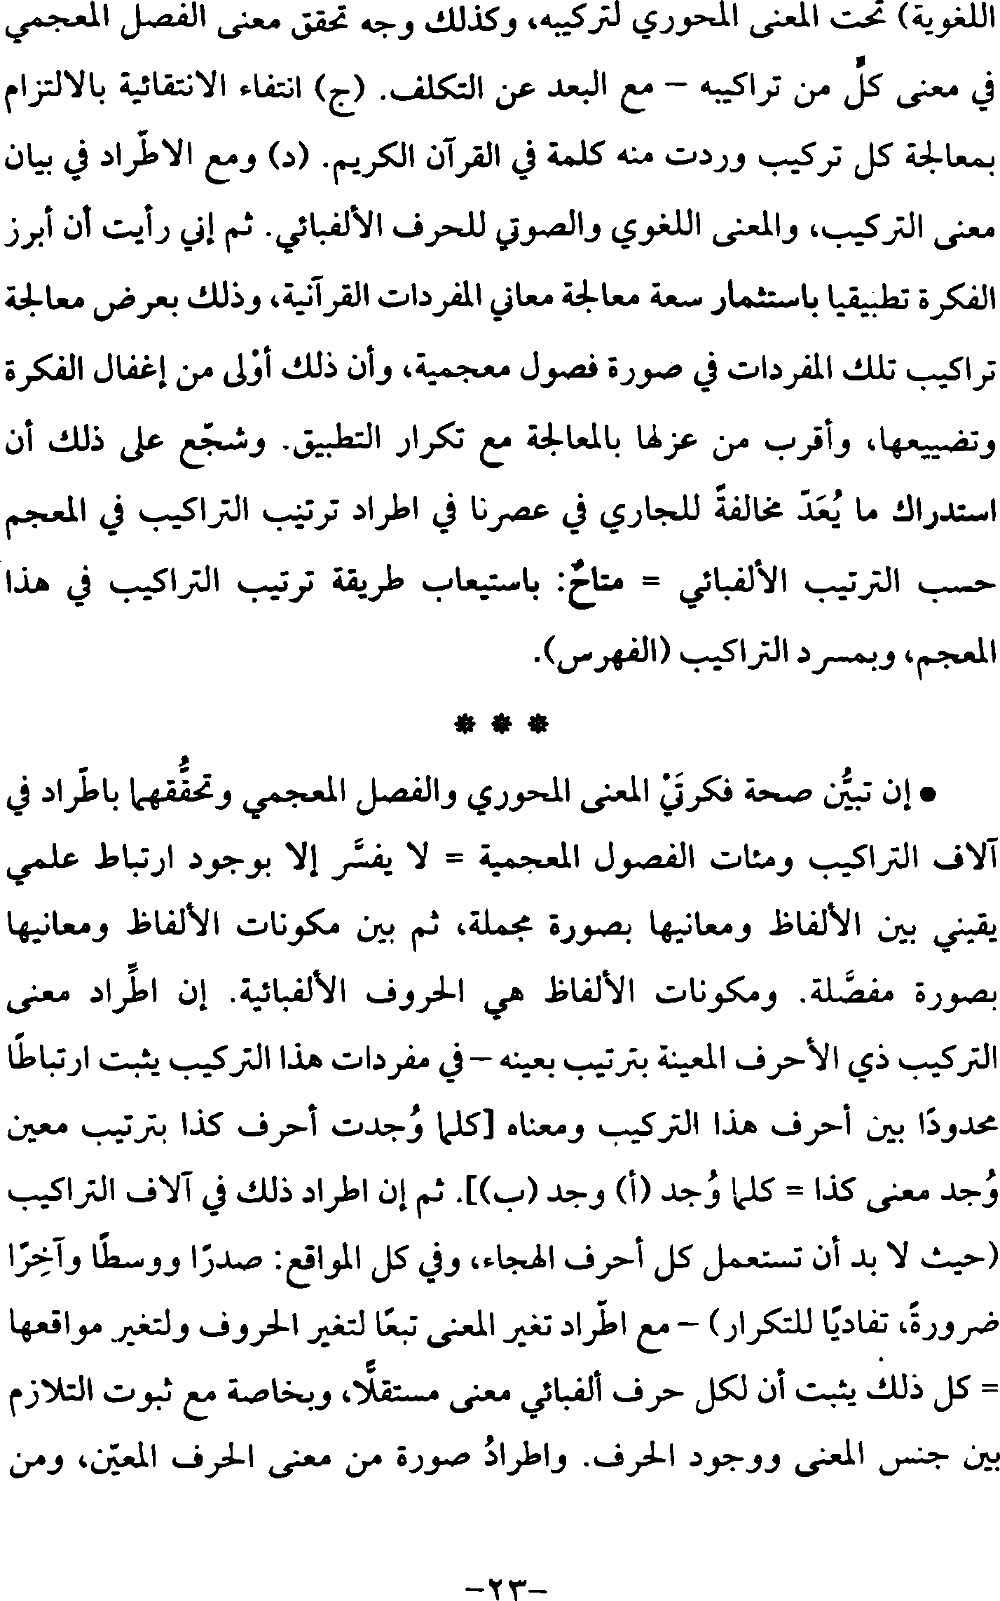 اللغوية) تحت المعنى المحوري لتركيبه، وكذلك وجه تحقق معنى الفصل المعجمي
في معنى كلٍّ من تراكيبه – مع البعد عن التكلف. (ج) انتفاء الانتقائية بالالتزام
بمعالجة كل تركيب وردت منه كلمة في القرآن الكريم. (د) ومع الاطّراد في بيان
معنى التركيب، والمعنى اللغوي والصوتي للحرف الألفبائي. ثم إني رأيت أن أبرز
الفكرة تطبيقيا باستثمار سعة معالجة معاني المفردات القرآنية، وذلك بعرض معالجة
تراكيب تلك المفردات في صورة فصول معجمية، وأن ذلك أوْلى من إغفال الفكرة
وتضييعها، وأقرب من عزلها بالمعالجة مع تكرار التطبيق. وشجّع على ذلك أن
استدراك ما يُعَدّ مخالفةً للجاري في عصرنا في اطراد ترتيب التراكيب في المعجم
حسب الترتيب الألفبائي = متاحٌ: باستيعاب طريقة ترتيب التراكيب في هذا
المعجم، وبمسرد التراكيب (الفهرس).
* * *
• إن تبيُّن صحة فكرتَيْ المعنى المحوري والفصل المعجمي وتحقُّقهما باطّراد في
آلاف التراكيب ومئات الفصول المعجمية = لا يفسَّر إلا بوجود ارتباط علمي
يقيني بين الألفاظ ومعانيها بصورة مجملة، ثم بين مكونات الألفاظ ومعانيها
بصورة مفصَّلة. ومكونات الألفاظ هي الحروف الألفبائية. إن اطِّراد معنى
التركيب ذي الأحرف المعينة بترتيب بعينه –في مفردات هذا التركيب يثبت ارتباطًا
محدودًا بين أحرف هذا التركيب ومعناه [كلما وُجدت أحرف كذا بترتيب معين
وُجد معنى كذا = كلما وُجد (أ) وجد (ب)]. ثم إن اطراد ذلك في آلاف التراكيب
(حيث لا بد أن تستعمل كل أحرف الهجاء، وفي كل المواقع: صدرًا ووسطًا وآخِرًا
ضرورةً، تفاديًا للتكرار) – مع اطّراد تغير المعنى تبعًا لتغير الحروف ولتغير مواقعها
= كل ذلك يثبت أن لكل حرف ألفبائي معنى مستقلًّا، وبخاصة مع ثبوت التلازم
بين جنس المعنى ووجود الحرف. واطرادُ صورة من معنى الحرف المعيّن، ومن
–٢٣–